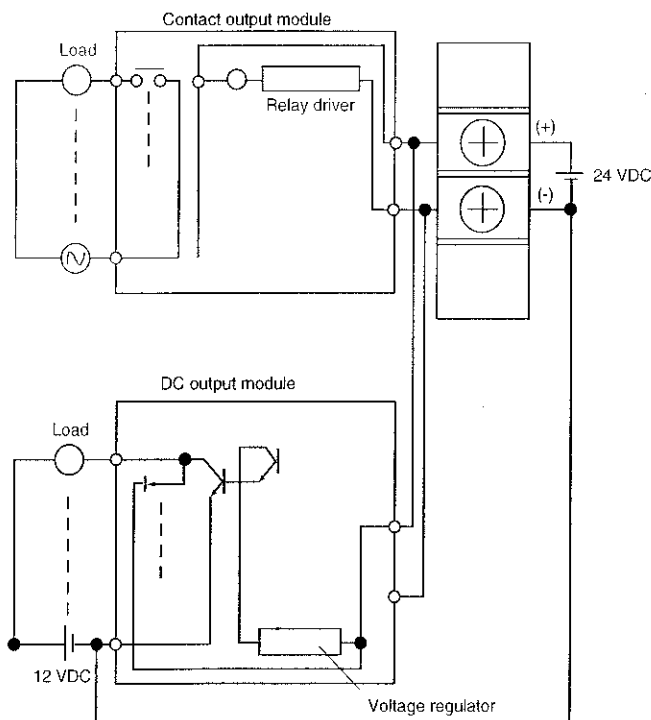 Contact output module
Load
Relay driver
(+)
24 VDC
(-)
DC output module
Load
12 VDC
Voltage regulator